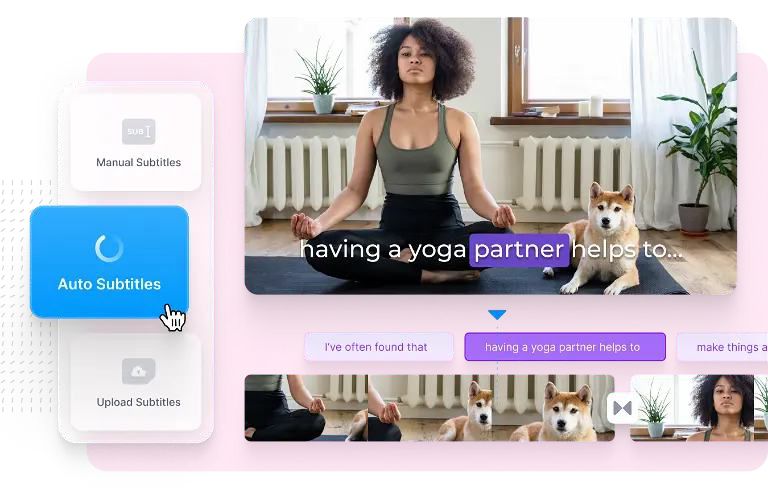 SUB
Manual Subtitles
Auto Subtitles
Upload Subtitles
having a yoga partner helps to...
I've often found that
having a yoga partner helps to
make things a